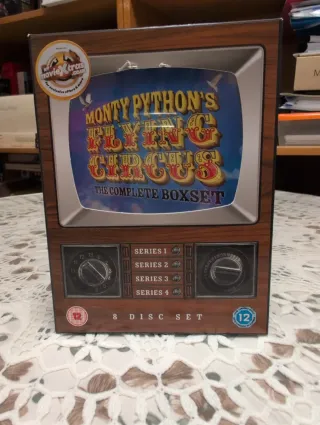 MONTY PYTHON'S
FLYING
CIRCUS
THE COMPLETE BOXSET
SERIES 1
SERIES 2
SERIES 3
SERIES 4
8 DISC SET
12
12